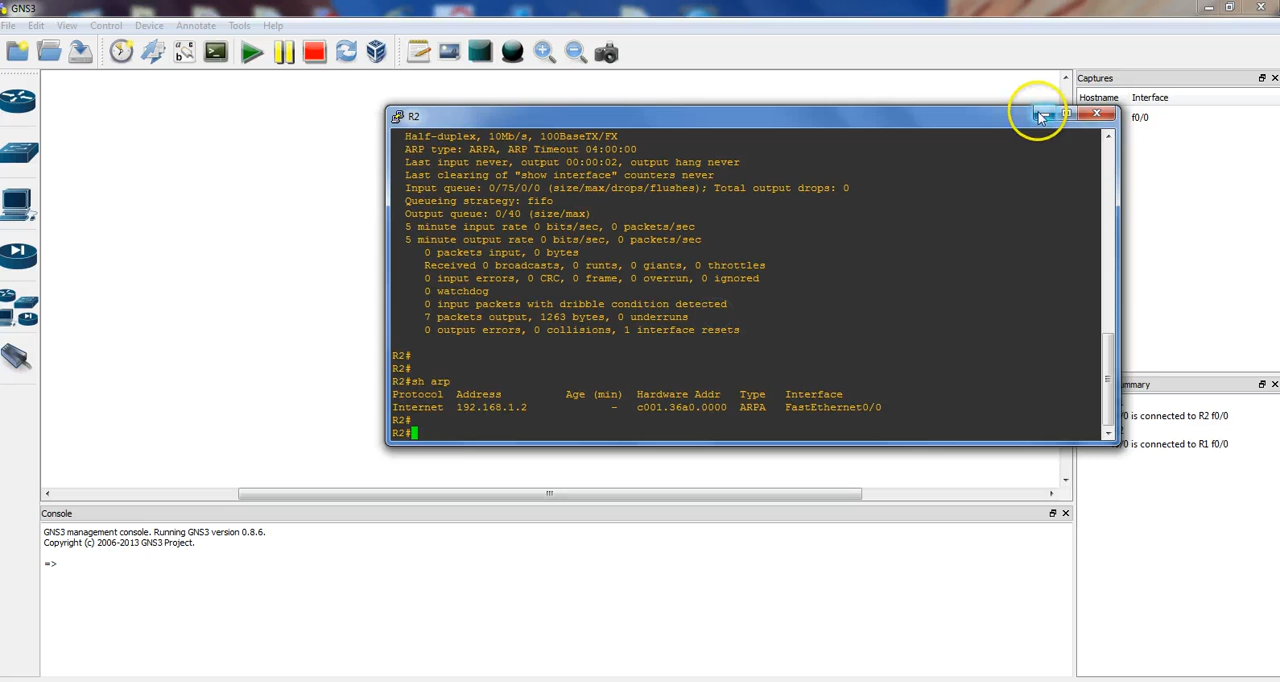 GNS3
File Edit View Control Device Annotate Tools Help
Captures
Hostname Interface
f0/0
R2
Half-duplex, 10Mb/s, 100BaseTX/FX
ARP type: ARPA, ARP Timeout 04:00:00
Last input never, output 00:00:02, output hang never
Last clearing of "show interface" counters never
Input queue: 0/75/0/0 (size/max/drops/flushes); Total output drops: 0
Queueing strategy: fifo
Output queue: 0/40 (size/max)
5 minute input rate 0 bits/sec, 0 packets/sec
5 minute output rate 0 bits/sec, 0 packets/sec
0 packets input, 0 bytes
Received 0 broadcasts, 0 runts, 0 giants, 0 throttles
0 input errors, 0 CRC, 0 frame, 0 overrun, 0 ignored
0 watchdog
0 input packets with dribble condition detected
7 packets output, 1263 bytes, 0 underruns
0 output errors, 0 collisions, 1 interface resets
R2#
R2#
R2#sh arp
Protocol Address Age (min) Hardware Addr Type Interface
Internet 192.168.1.2 - c001.36a0.0000 ARPA FastEthernet0/0
R2#
R2#
ummary
/0 is connected to R2 f0/0
/0 is connected to R1 f0/0
Console
GNS3 management console. Running GNS3 version 0.8.6.
Copyright (c) 2006-2013 GNS3 Project.
=>